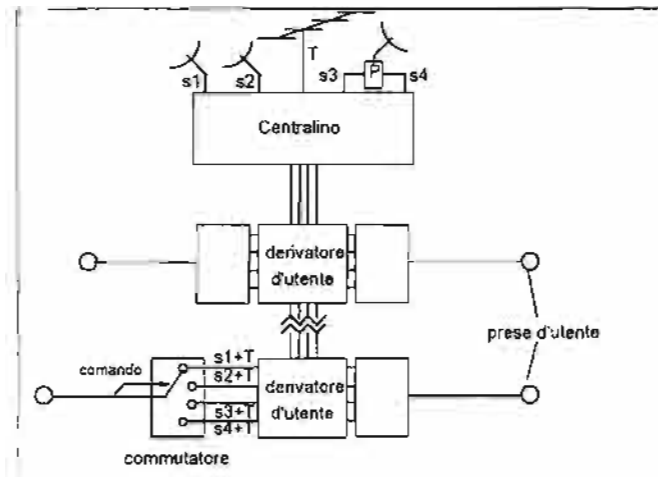 T
s1
s2
s3
P
s4
Centralino
derivatore
d'utente
prese d'utente
comando
s1+T
s2+T
s3+T
s4+T
derivatore
d'utente
commutatore